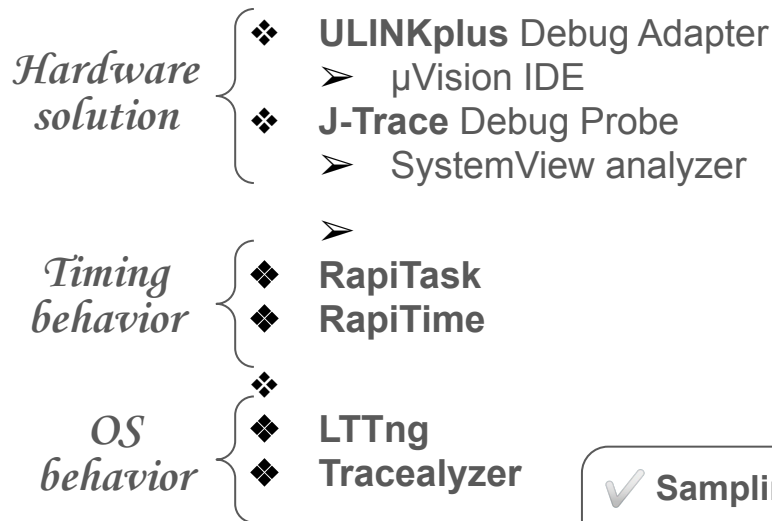 Hardware
solution
❖ ULINKplus Debug Adapter
➢ µVision IDE
❖ J-Trace Debug Probe
➢ SystemView analyzer
➢
Timing
behavior
❖ RapiTask
❖ RapiTime
❖
OS
behavior
❖ LTTng
❖ Tracealyzer
✓ Samplin